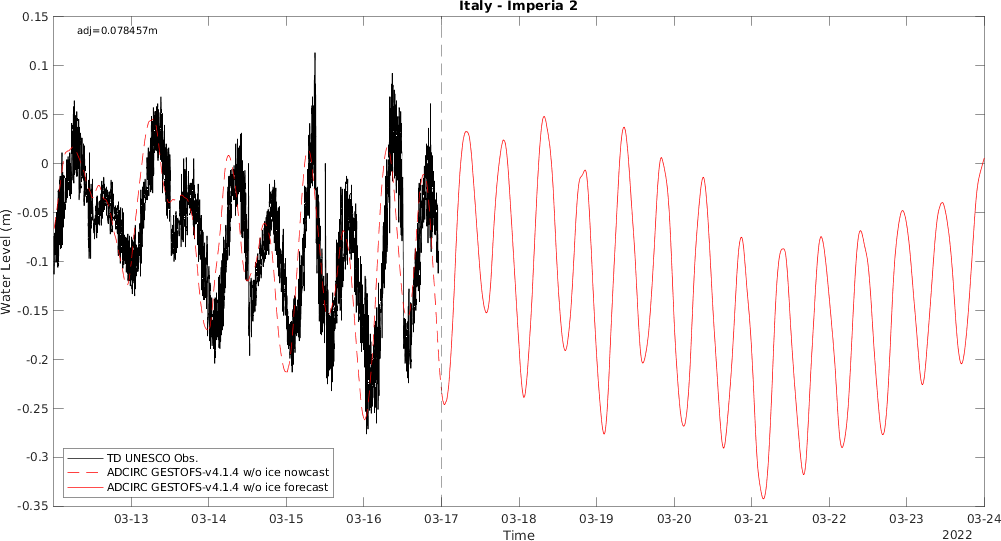 Italy - Imperia 2
adj=0.078457m
0.15
0.1
0.05
0
-0.05
-0.1
-0.15
-0.2
-0.25
-0.3
-0.35
Water Level (m)
TD UNESCO Obs.
ADCIRC GESTOFS-v4.1.4 w/o ice nowcast
ADCIRC GESTOFS-v4.1.4 w/o ice forecast
03-13 03-14 03-15 03-16 03-17 03-18 03-19 03-20 03-21 03-22 03-23 03-24
Time
2022